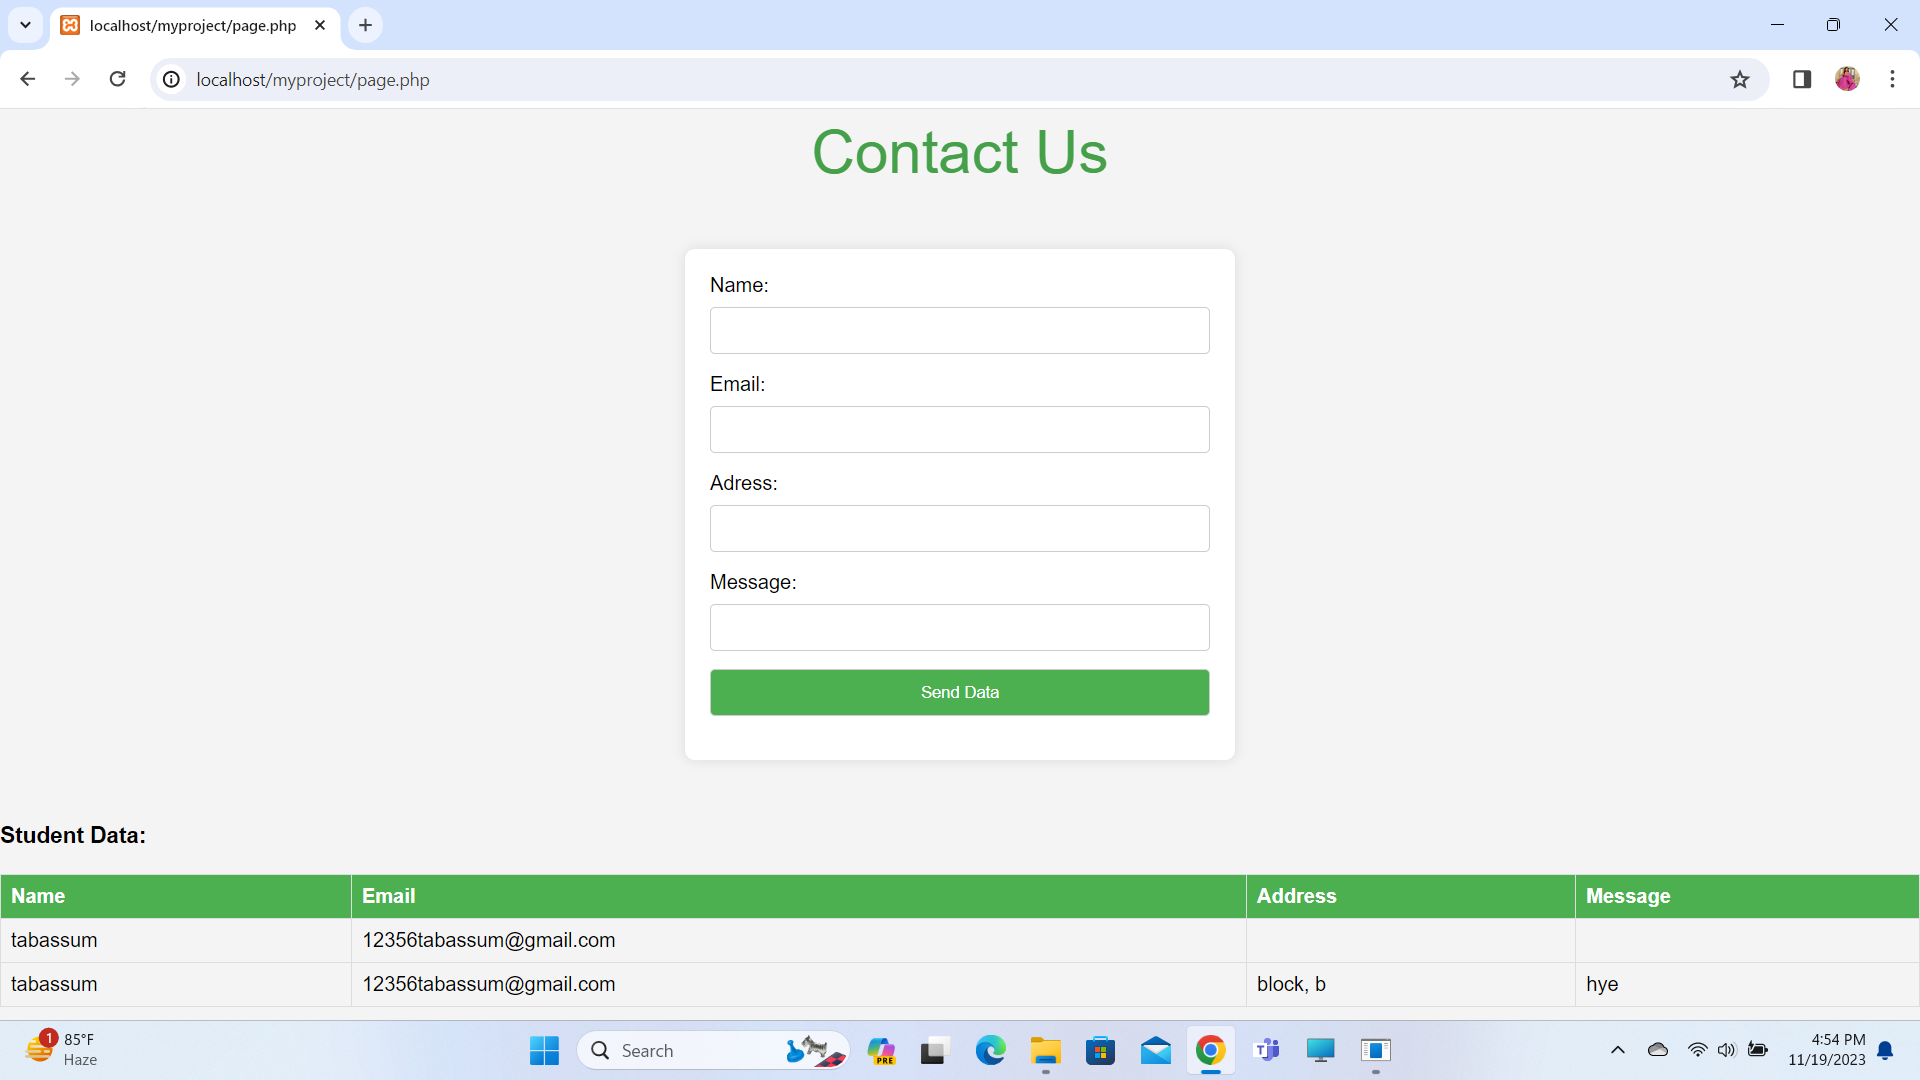 localhost/myproject/page.php
localhost/myproject/page.php
Contact Us
Name:
Email:
Adress:
Message:
Send Data
Student Data:
Name Email Address Message
tabassum 12356tabassum@gmail.com
tabassum 12356tabassum@gmail.com block, b hye
1
85°F
Haze
Search
PRE
4:54 PM
11/19/2023